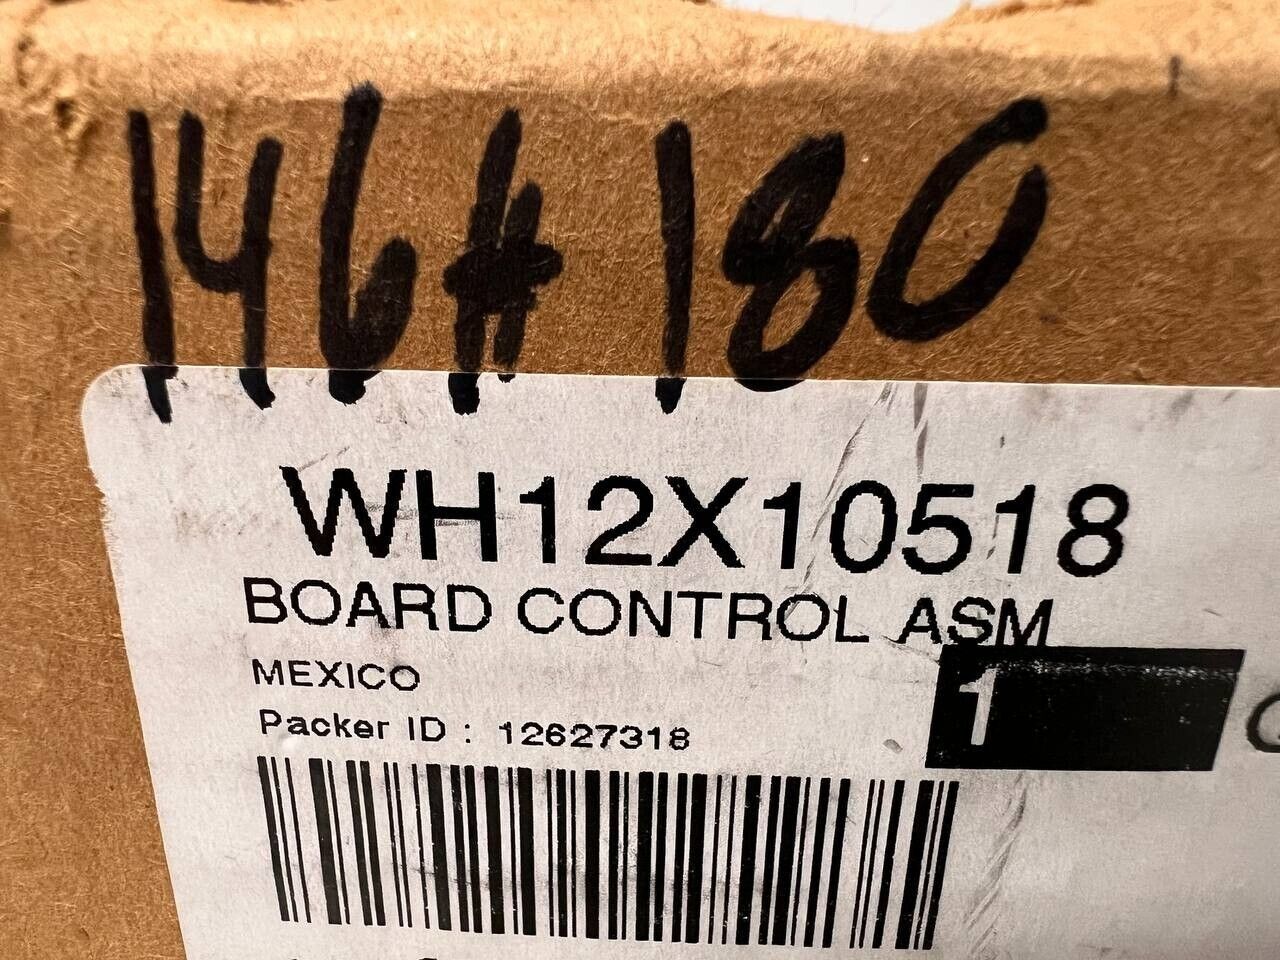 146# 180
WH12X10518
BOARD CONTROL ASM
MEXICO
1
Packer ID : 12627318